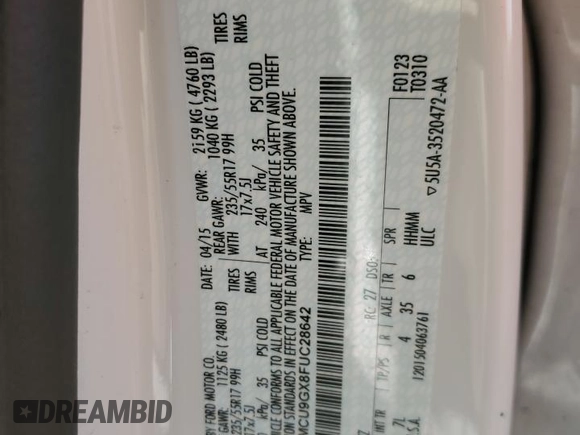 BY FORD MOTOR CO.
DATE: 04/15 GVWR: 2159 KG ( 4760 LB)
1125 KG ( 2480 LB) REAR GAWR: 1040 KG ( 2293 LB)
235/55R17 99H TIRES WITH 235/55R17 99H TIRES
17x7.5J RIMS 17x7.5J RIMS
kPa/ 35 PSI COLD AT 240 kPa/ 35 PSI COLD
VEHICLE CONFORMS TO ALL APPLICABLE FEDERAL MOTOR VEHICLE SAFETY AND THEFT
PREVENTION STANDARDS IN EFFECT ON THE DATE OF MANUFACTURE SHOWN ABOVE.
MCU9GX8FUC28642
TYPE: MPV
F0123
T0310
RC: 27 DSO:
INT TR TP/PS R AXLE TR SPR
4 35 6 HHMM
ULC
1201504063761
5U5A-3520472-AA
DREAMBID